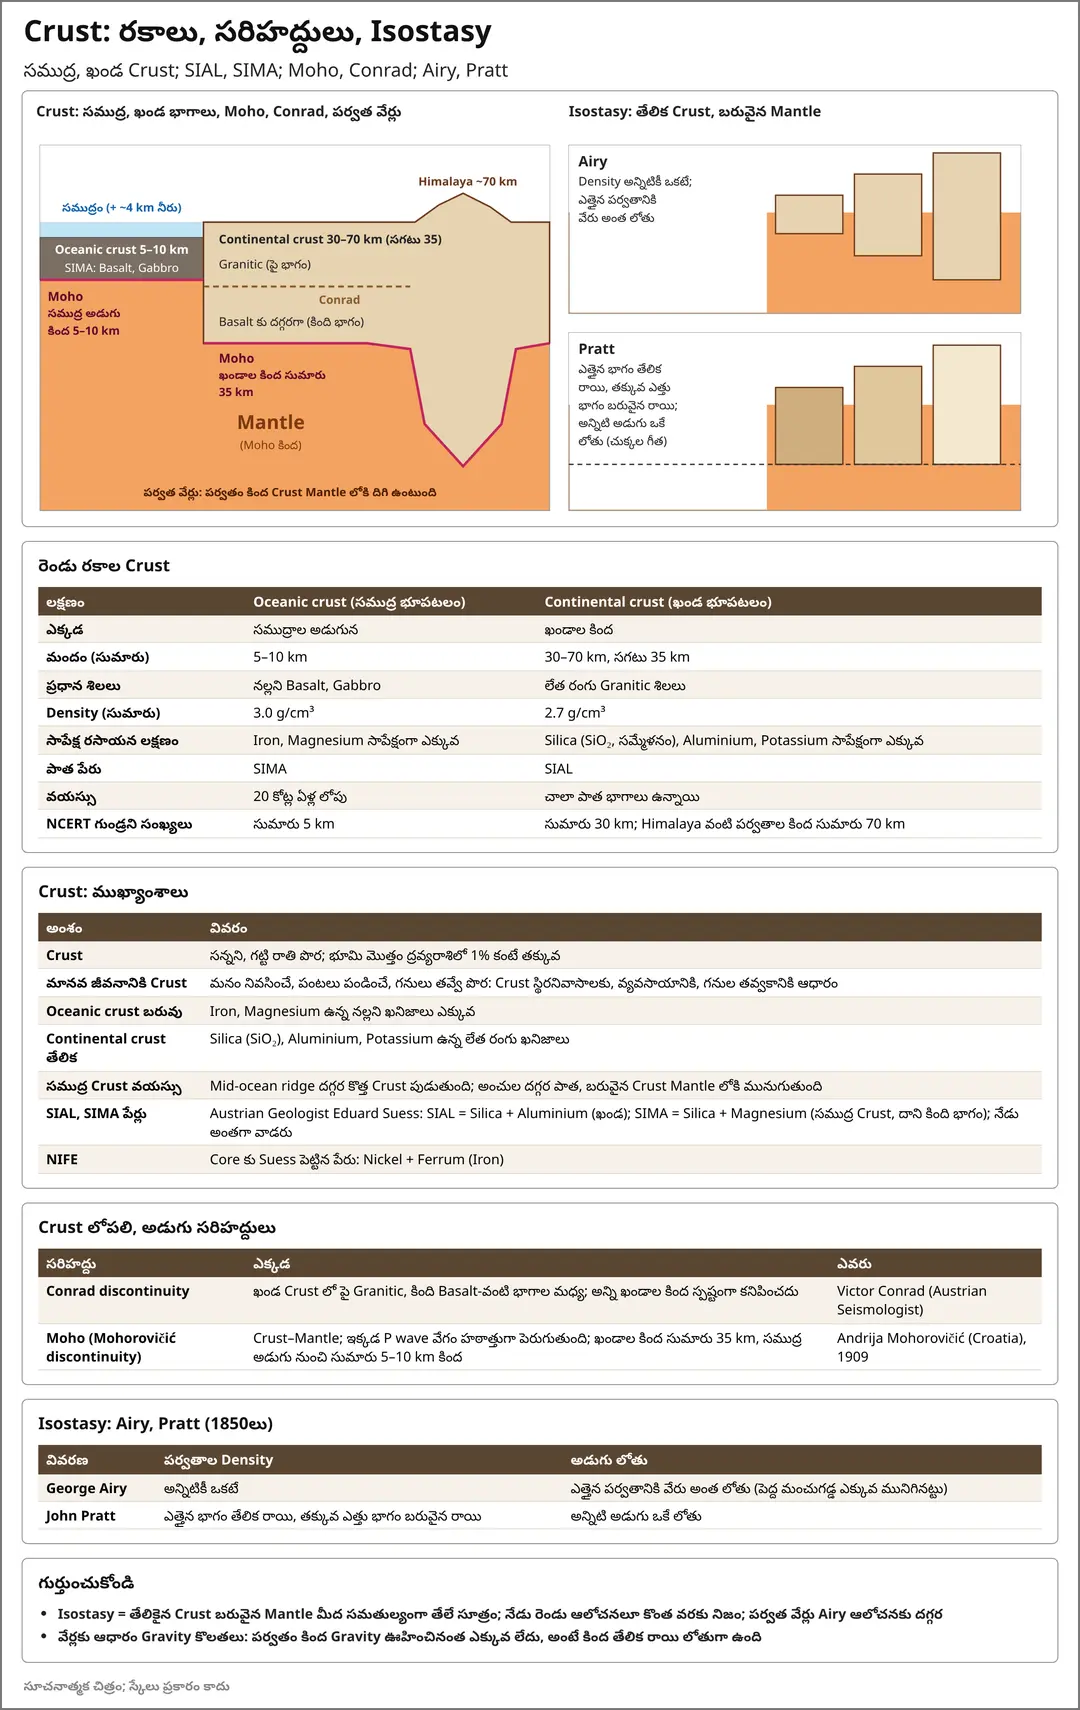 Crust: రకాలు, సరిహద్దులు, Isostasy
సముద్ర, ఖండ Crust; SIAL, SIMA; Moho, Conrad; Airy, Pratt
Crust: సముద్ర, ఖండ భాగాలు, Moho, Conrad, పర్వత వేర్లు
సముద్రం (+ ~4 km నీరు)
Himalaya ~70 km
Oceanic crust 5–10 km
SIMA: Basalt, Gabbro
Continental crust 30–70 km (సగటు 35)
Granitic (పై భాగం)
Conrad
Basalt కు దగ్గరగా (కింది భాగం)
Moho
సముద్ర అడుగు
కింద 5–10 km
Moho
ఖండాల కింద సుమారు
35 km
Mantle
(Moho కింద)
పర్వత వేర్లు: పర్వతం కింద Crust Mantle లోకి దిగి ఉంటుంది
Isostasy: తేలిక Crust, బరువైన Mantle
Airy
Density అన్నిటికీ ఒకటే;
ఎత్తైన పర్వతానికి
వేరు అంత లోతు
Pratt
ఎత్తైన భాగం తేలిక
రాయి, తక్కువ ఎత్తు
భాగం బరువైన రాయి;
అన్నిటి అడుగు ఒకే
లోతు (చుక్కల గీత)
రెండు రకాల Crust
లక్షణం Oceanic crust (సముద్ర భూపటలం) Continental crust (ఖండ భూపటలం)
ఎక్కడ సముద్రాల అడుగున ఖండాల కింద
మందం (సుమారు) 5–10 km 30–70 km, సగటు 35 km
ప్రధాన శిలలు నల్లని Basalt, Gabbro లేత రంగు Granitic శిలలు
Density (సుమారు) 3.0 g/cm³ 2.7 g/cm³
సాపేక్ష రసాయన లక్షణం Iron, Magnesium సాపేక్షంగా ఎక్కువ Silica (SiO₂, సమ్మేళనం), Aluminium, Potassium సాపేక్షంగా ఎక్కువ
పాత పేరు SIMA SIAL
వయస్సు 20 కోట్ల ఏళ్ల లోపు చాలా పాత భాగాలు ఉన్నాయి
NCERT గుండ్రని సంఖ్యలు సుమారు 5 km సుమారు 30 km; Himalaya వంటి పర్వతాల కింద సుమారు 70 km
Crust: ముఖ్యాంశాలు
అంశం వివరం
Crust సన్నని, గట్టి రాతి పొర; భూమి మొత్తం ద్రవ్యరాశిలో 1% కంటే తక్కువ
మానవ జీవనానికి Crust మనం నివసించే, పంటలు పండించే, గనులు తవ్వే పొర: Crust స్థిరనివాసాలకు, వ్యవసాయానికి, గనుల తవ్వకానికి ఆధారం
Oceanic crust బరువు Iron, Magnesium ఉన్న నల్లని ఖనిజాలు ఎక్కువ
Continental crust Silica (SiO₂), Aluminium, Potassium ఉన్న లేత రంగు ఖనిజాలు
తేలిక
సముద్ర Crust వయస్సు Mid-ocean ridge దగ్గర కొత్త Crust పుడుతుంది; అంచుల దగ్గర పాత, బరువైన Crust Mantle లోకి మునుగుతుంది
SIAL, SIMA పేర్లు Austrian Geologist Eduard Suess: SIAL = Silica + Aluminium (ఖండ); SIMA = Silica + Magnesium (సముద్ర Crust, దాని కింది భాగం); నేడు
అంతగా వాడరు
NIFE Core కు Suess పెట్టిన పేరు: Nickel + Ferrum (Iron)
Crust లోపలి, అడుగు సరిహద్దులు
సరిహద్దు ఎక్కడ ఎవరు
Conrad discontinuity ఖండ Crust లో పై Granitic, కింది Basalt-వంటి భాగాల మధ్య; అన్ని ఖండాల కింద స్పష్టంగా కనిపించదు Victor Conrad (Austrian
Seismologist)
Moho (Mohorovičić Crust–Mantle; ఇక్కడ P wave వేగం హఠాత్తుగా పెరుగుతుంది; ఖండాల కింద సుమారు 35 km, సముద్ర Andrija Mohorovičić (Croatia),
discontinuity) అడుగు నుంచి సుమారు 5–10 km కింద 1909
Isostasy: Airy, Pratt (1850లు)
వివరణ పర్వతాల Density అడుగు లోతు
George Airy అన్నిటికీ ఒకటే ఎత్తైన పర్వతానికి వేరు అంత లోతు (పెద్ద మంచుగడ్డ ఎక్కువ మునిగినట్టు)
John Pratt ఎత్తైన భాగం తేలిక రాయి, తక్కువ ఎత్తు భాగం బరువైన రాయి అన్నిటి అడుగు ఒకే లోతు
గుర్తుంచుకోండి
• Isostasy = తేలికైన Crust బరువైన Mantle మీద సమతుల్యంగా తేలే సూత్రం; నేడు రెండు ఆలోచనలూ కొంత వరకు నిజం; పర్వత వేర్లు Airy ఆలోచనకు దగ్గర
• వేర్లకు ఆధారం Gravity కొలతలు: పర్వతం కింద Gravity ఊహించినంత ఎక్కువ లేదు, అంటే కింద తేలిక రాయి లోతుగా ఉంది
సూచనాత్మక చిత్రం; స్కేలు ప్రకారం కాదు